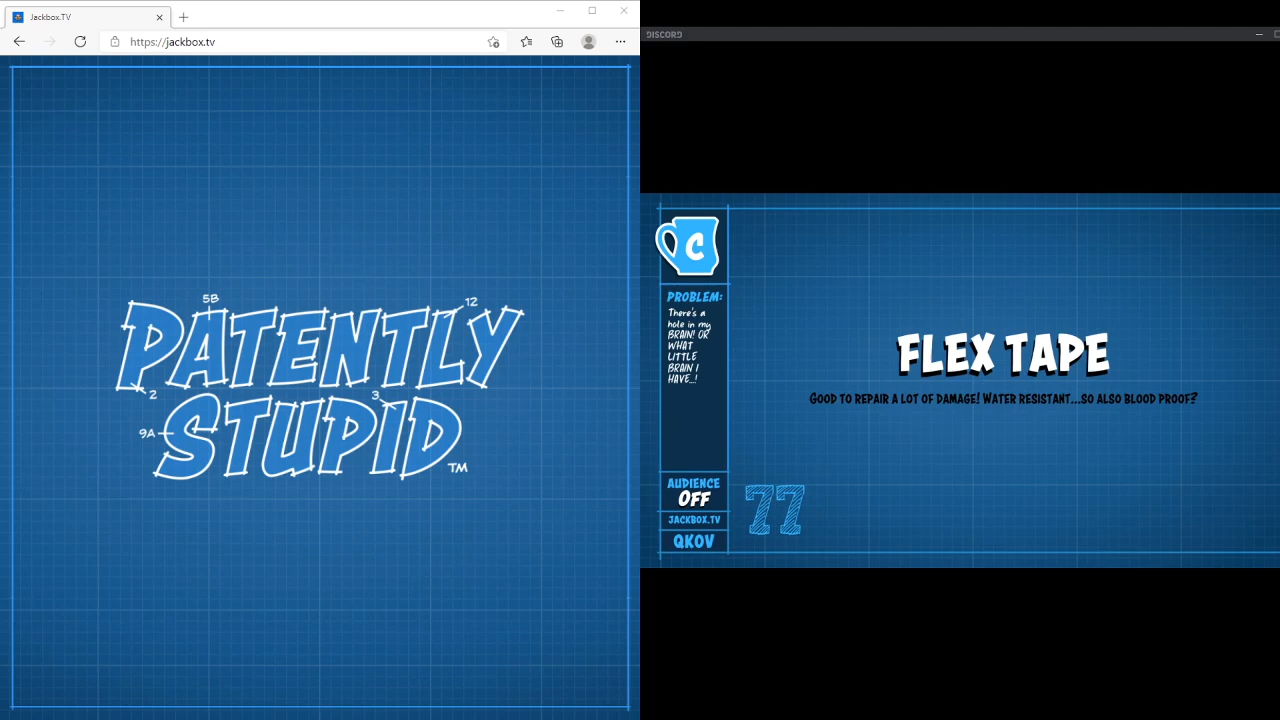 Jackbox.TV
https://jackbox.tv
5B
12
PATENTLY
2
3
9A
STUPID
TM
DISCORD
C
PROBLEM:
There's a
hole in my
BRAIN! OR
WHAT
LITTLE
BRAIN I
HAVE...!
AUDIENCE
OFF
JACKBOX.TV
QKOV
77
FLEX TAPE
GOOD TO REPAIR A LOT OF DAMAGE! WATER RESISTANT...SO ALSO BLOOD PROOF?